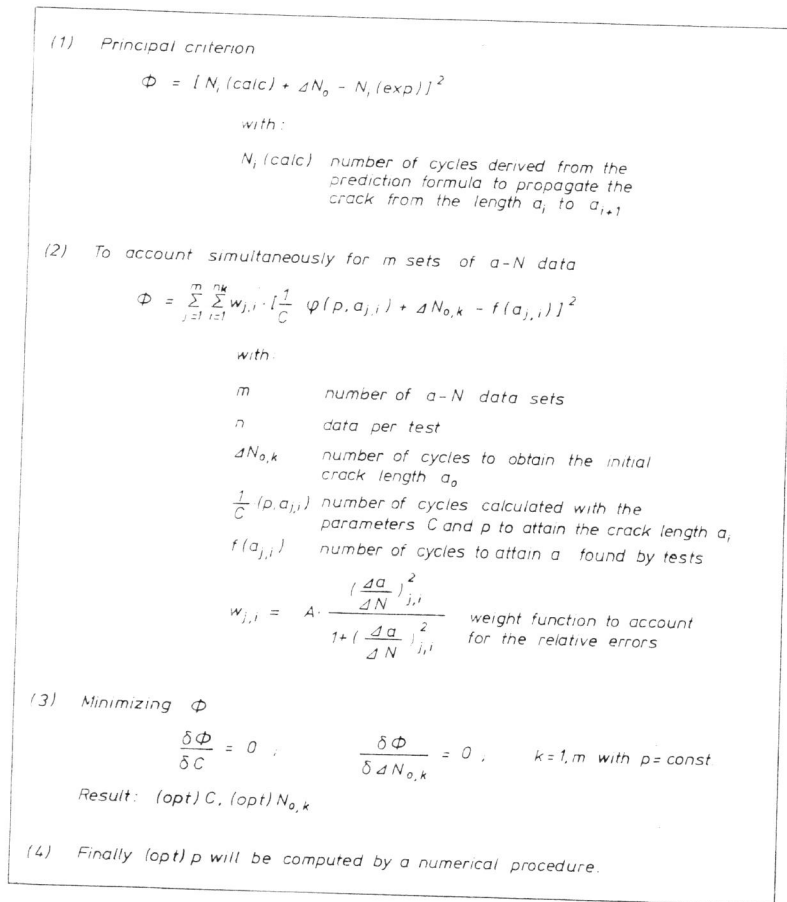 (1) Principal criterion
Φ = [N_i (calc) + ΔN_o - N_i (exp)]²
with:
N_i (calc) number of cycles derived from the
prediction formula to propagate the
crack from the length a_i to a_{i+1}
(2) To account simultaneously for m sets of a-N data
Φ = Σ_{j=1}^{m} Σ_{i=1}^{nk} w_{j,i} · [1/C φ(p, a_{j,i}) + ΔN_{o,k} - f(a_{j,i})]²
with:
m number of a-N data sets
n data per test
ΔN_{o,k} number of cycles to obtain the initial
crack length a_o
1/C (p, a_{j,i}) number of cycles calculated with the
parameters C and p to attain the crack length a_i
f(a_{j,i}) number of cycles to attain a found by tests
w_{j,i} = A · (Δa/ΔN)²_{j,i} / 1+(Δa/ΔN)²_{j,i} weight function to account
for the relative errors
(3) Minimizing Φ
δΦ/δC = 0 , δΦ/δΔN_{o,k} = 0 , k = 1, m with p = const
Result: (opt) C, (opt) N_{o,k}
(4) Finally (opt) p will be computed by a numerical procedure.